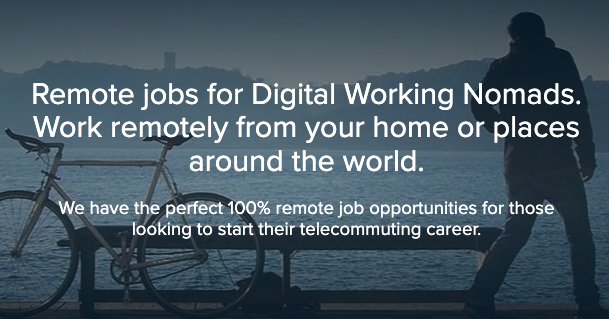 Remote jobs for Digital Working Nomads.
Work remotely from your home or places
around the world.
We have the perfect 100% remote job opportunities for those
looking to start their telecommuting career.